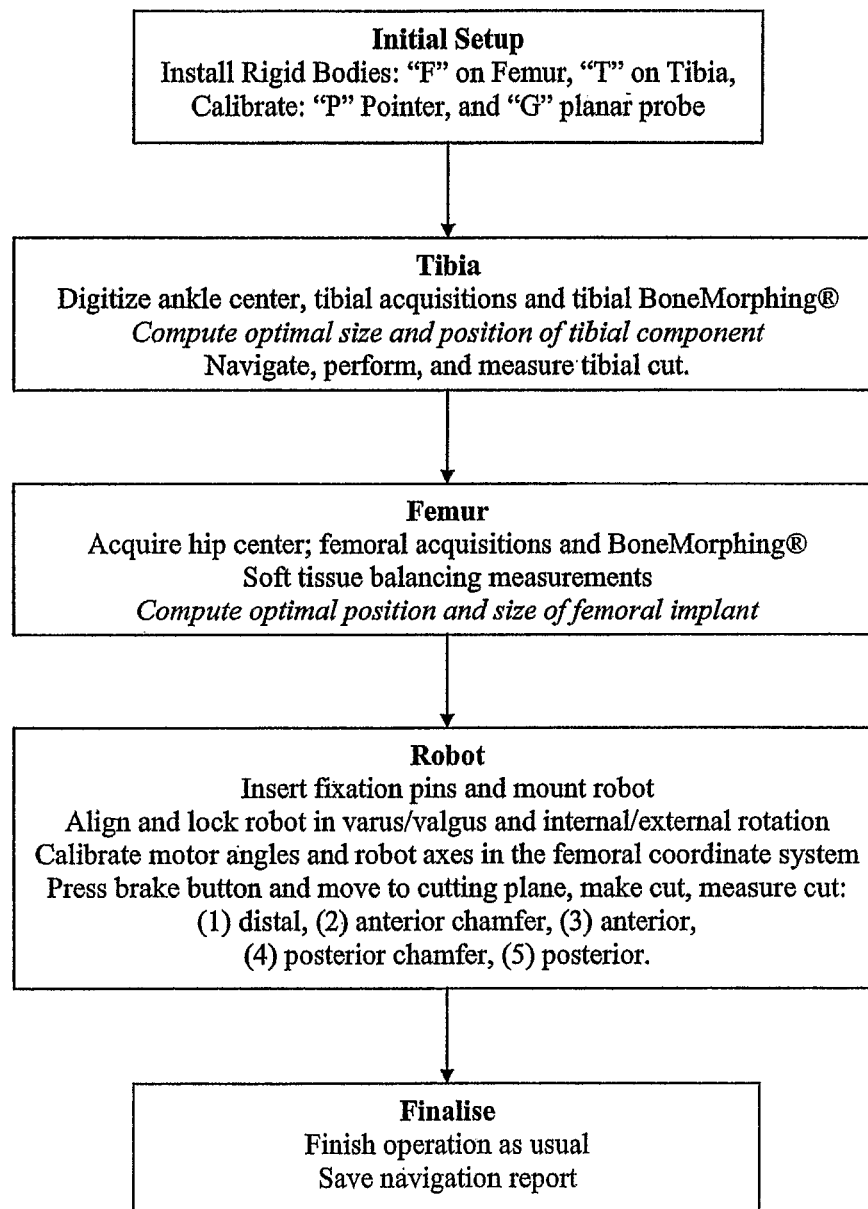 Initial Setup
Install Rigid Bodies: “F” on Femur, “T” on Tibia,
Calibrate: “P” Pointer, and “G” planar probe
Tibia
Digitize ankle center, tibial acquisitions and tibial BoneMorphing®
Compute optimal size and position of tibial component
Navigate, perform, and measure tibial cut.
Femur
Acquire hip center; femoral acquisitions and BoneMorphing®
Soft tissue balancing measurements
Compute optimal position and size of femoral implant
Robot
Insert fixation pins and mount robot
Align and lock robot in varus/valgus and internal/external rotation
Calibrate motor angles and robot axes in the femoral coordinate system
Press brake button and move to cutting plane, make cut, measure cut:
(1) distal, (2) anterior chamfer, (3) anterior,
(4) posterior chamfer, (5) posterior.
Finalise
Finish operation as usual
Save navigation report